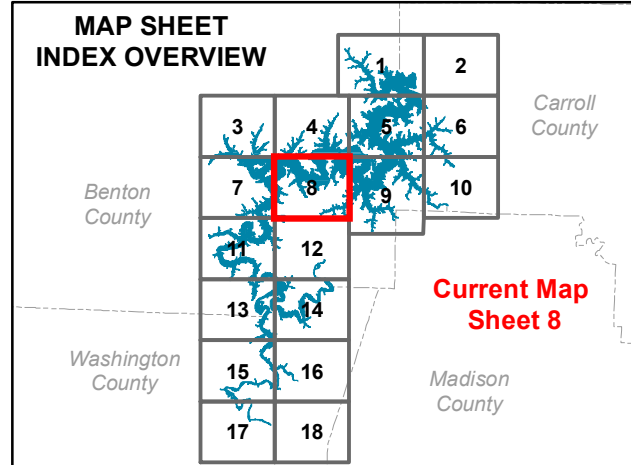 MAP SHEET
INDEX OVERVIEW
1
2
3
4
5
6
Carroll
County
7
8
9
10
Benton
County
11
12
13
14
Current Map
Sheet 8
15
16
Washington
County
Madison
County
17
18